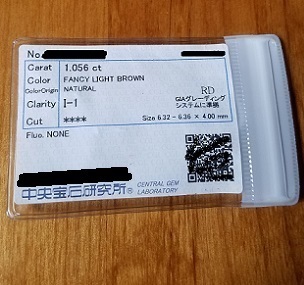 No.
Carat 1.056 ct
Color FANCY LIGHT BROWN
ColorOrigin NATURAL
Clarity I-1
RD
GIAグレーディング
システムに準拠
Cut ****
Size 6.32 - 6.36 × 4.00 mm
Fluo. NONE
中央宝石研究所® CENTRAL GEM
LABORATORY